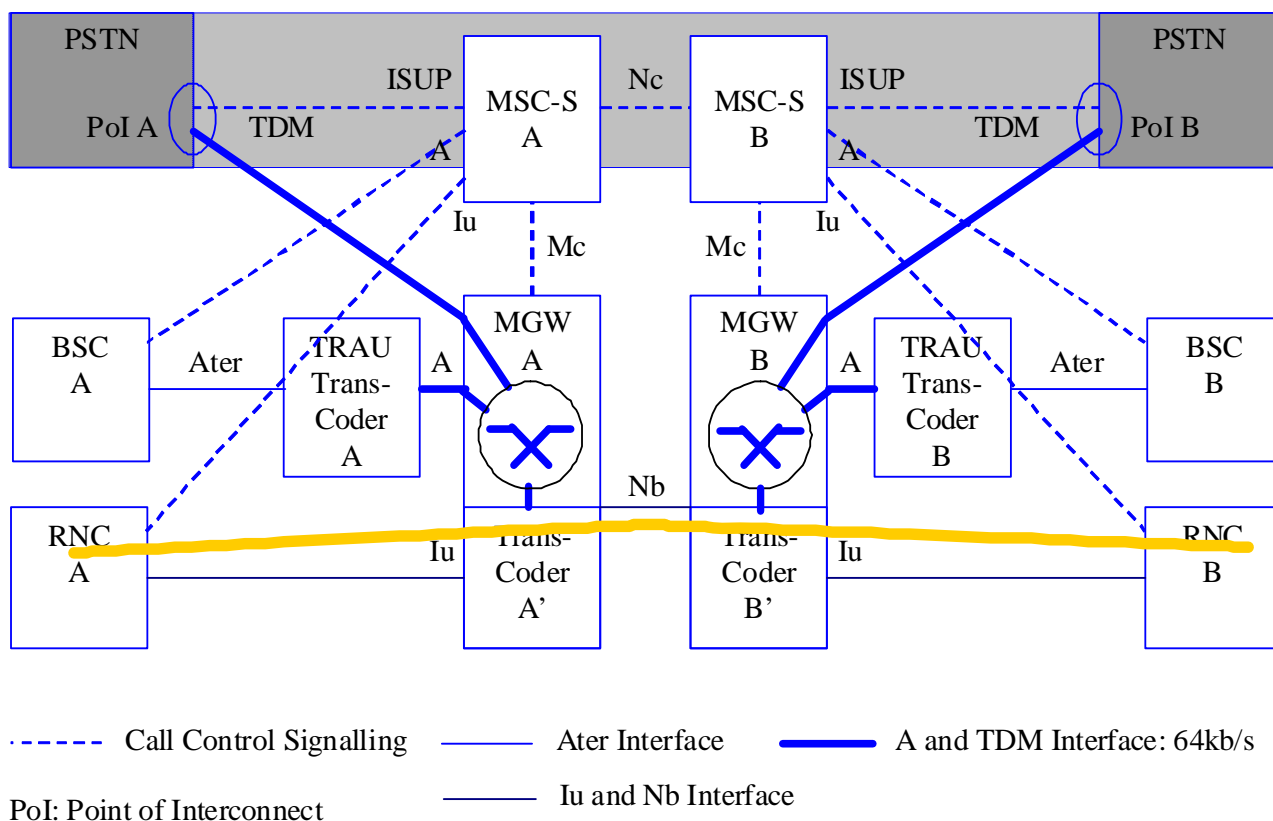 PSTN
PSTN
ISUP
Nc
ISUP
MSC-S
A
MSC-S
B
PoI A
TDM
TDM
PoI B
A
A
Iu
Iu
Mc
Mc
BSC
A
Ater
TRAU
Trans-
Coder
A
A
MGW
A
MGW
B
A
TRAU
Trans-
Coder
B
Ater
BSC
B
Nb
RNC
A
Iu
Trans-
Coder
A’
Trans-
Coder
B’
Iu
RNC
B
Call Control Signalling
Ater Interface
A and TDM Interface: 64kb/s
PoI: Point of Interconnect
Iu and Nb Interface